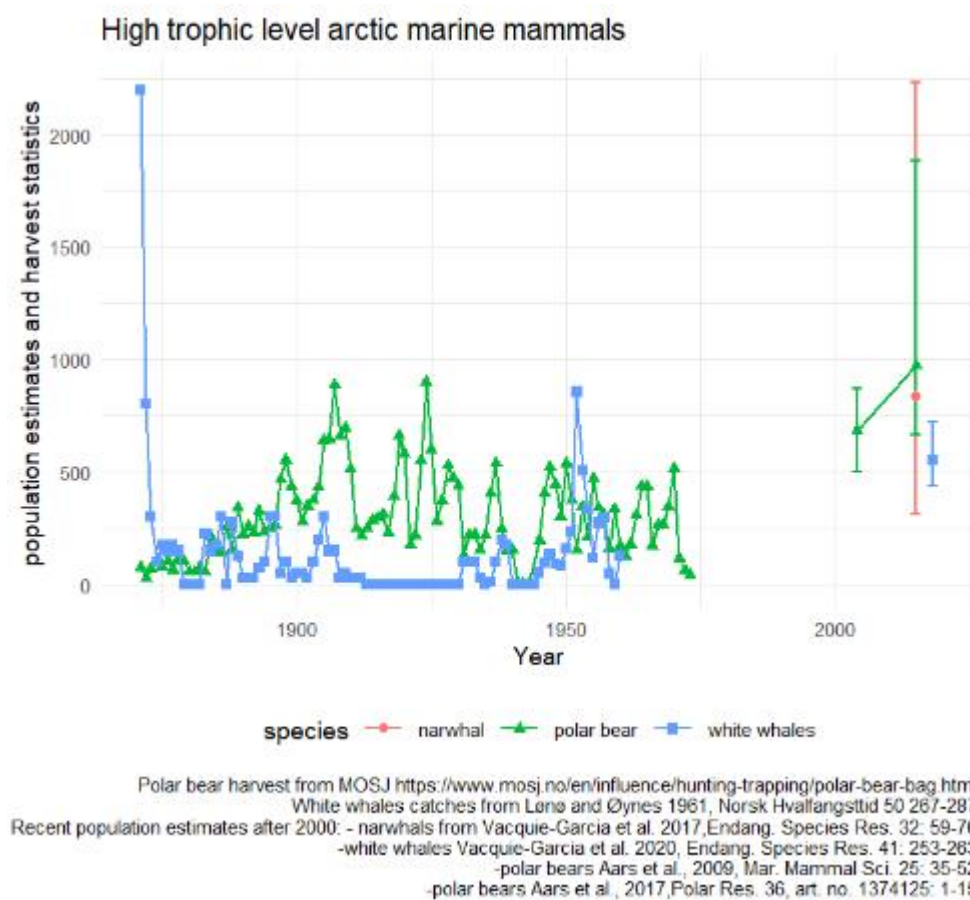 High trophic level arctic marine mammals
population estimates and harvest statistics
2000
1500
1000
500
0
1900 1950 2000
Year
species narwhal polar bear white whales
Polar bear harvest from MOSJ https://www.mosj.no/en/influence/hunting-trapping/polar-bear-bag.htm
White whales catches from Lønø and Øynes 1961, Norsk Hvalfangsttid 50 267-287
Recent population estimates after 2000: - narwhals from Vacquie-Garcia et al. 2017,Endang. Species Res. 32: 59-70
-white whales Vacquie-Garcia et al. 2020, Endang. Species Res. 41: 253-263
-polar bears Aars et al., 2009, Mar. Mammal Sci. 25: 35-52
-polar bears Aars et al., 2017,Polar Res. 36, art. no. 1374125: 1-15